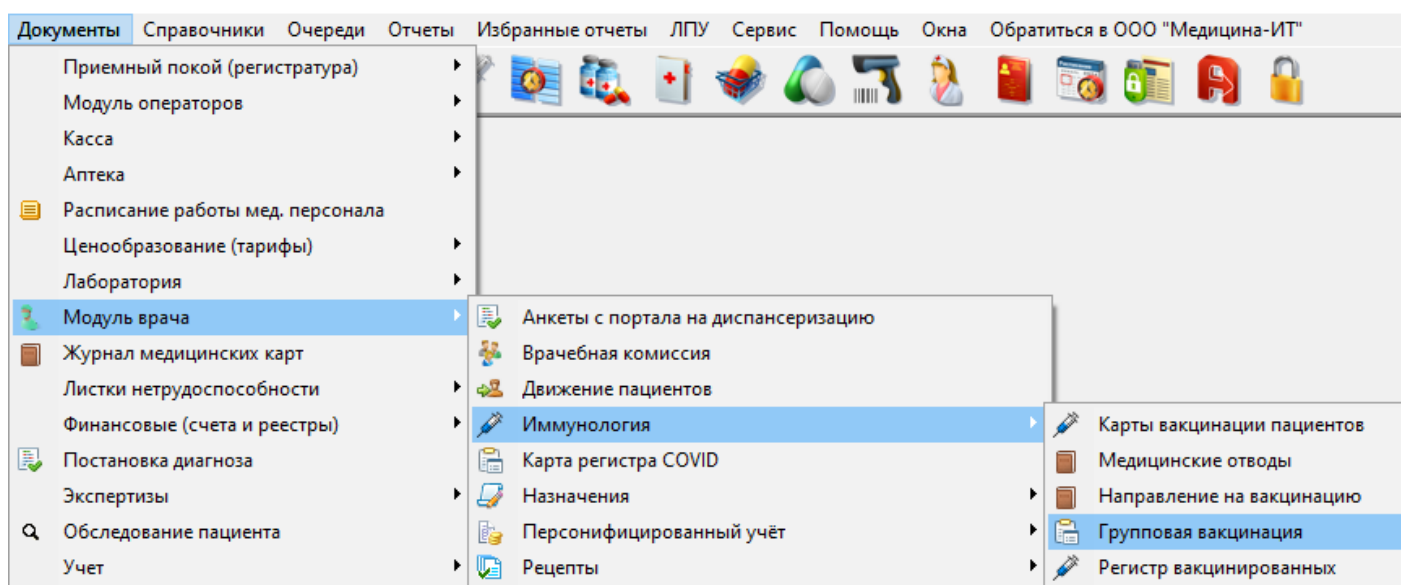 Документы Справочники Очереди Отчеты Избранные отчеты ЛПУ Сервис Помощь Окна Обратиться в ООО "Медицина-ИТ"
Приемный покой (регистратура)
Модуль операторов
Касса
Аптека
Расписание работы мед. персонала
Ценообразование (тарифы)
Лаборатория
Модуль врача
Журнал медицинских карт
Листки нетрудоспособности
Финансовые (счета и реестры)
Постановка диагноза
Экспертизы
Обследование пациента
Учет
Анкеты с портала на диспансеризацию
Врачебная комиссия
Движение пациентов
Иммунология
Карта регистра COVID
Назначения
Персонифицированный учёт
Рецепты
Карты вакцинации пациентов
Медицинские отводы
Направление на вакцинацию
Групповая вакцинация
Регистр вакцинированных